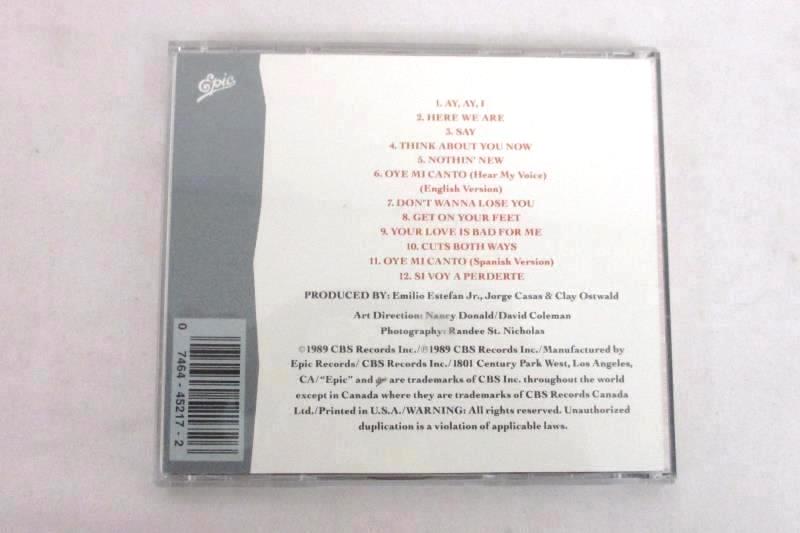 Epic
1. AY, AY, I
2. HERE WE ARE
3. SAY
4. THINK ABOUT YOU NOW
5. NOTHIN' NEW
6. OYE MI CANTO (Hear My Voice)
(English Version)
7. DON'T WANNA LOSE YOU
8. GET ON YOUR FEET
9. YOUR LOVE IS BAD FOR ME
10. CUTS BOTH WAYS
11. OYE MI CANTO (Spanish Version)
12. SI VOY A PERDERTE
PRODUCED BY: Emilio Estefan Jr., Jorge Casas & Clay Ostwald
Art Direction: Nancy Donald/David Coleman
Photography: Randee St. Nicholas
©1989 CBS Records Inc./℗1989 CBS Records Inc./Manufactured by
Epic Records/ CBS Records Inc./1801 Century Park West, Los Angeles,
CA/"Epic" and are trademarks of CBS Inc. throughout the world
except in Canada where they are trademarks of CBS Records Canada
Ltd./Printed in U.S.A./WARNING: All rights reserved. Unauthorized
duplication is a violation of applicable laws.
0 7464-45217-2